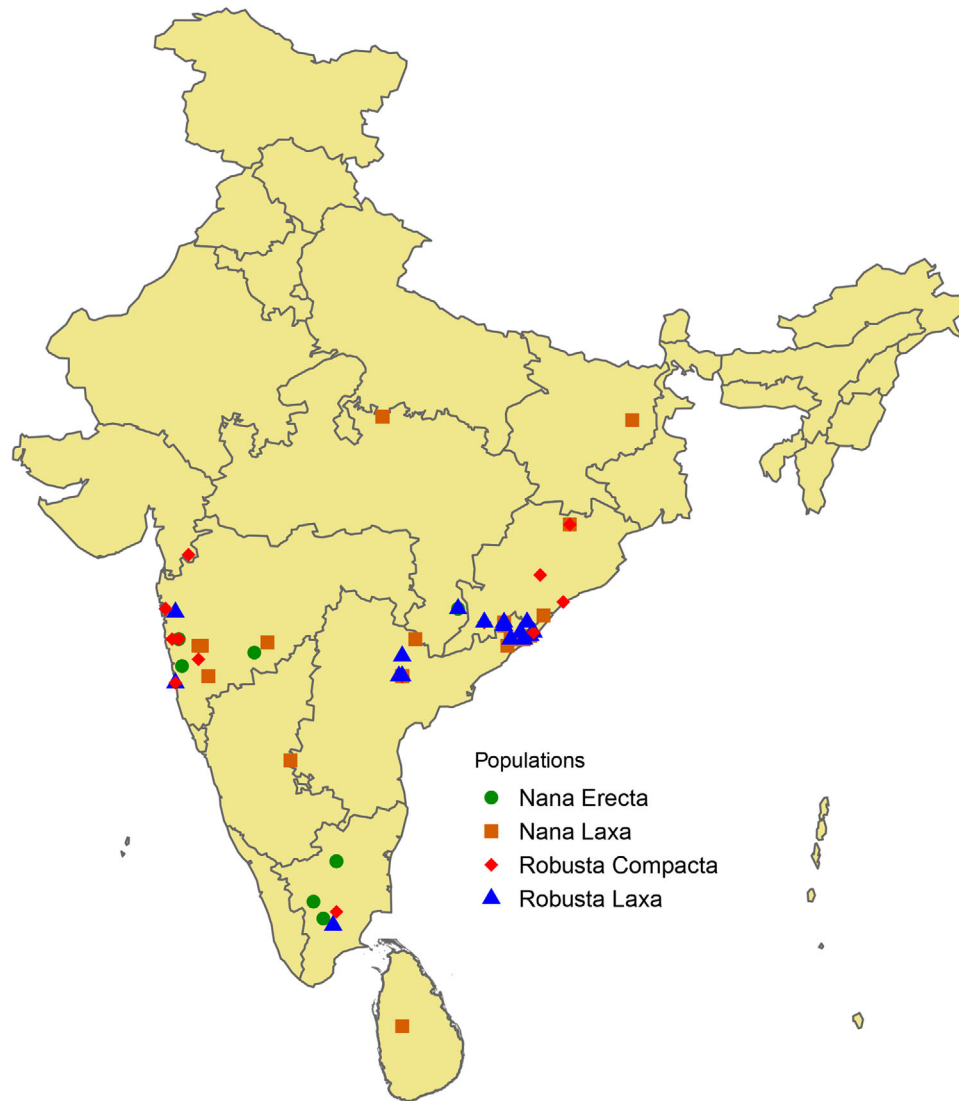 Populations
Nana Erecta
Nana Laxa
Robusta Compacta
Robusta Laxa